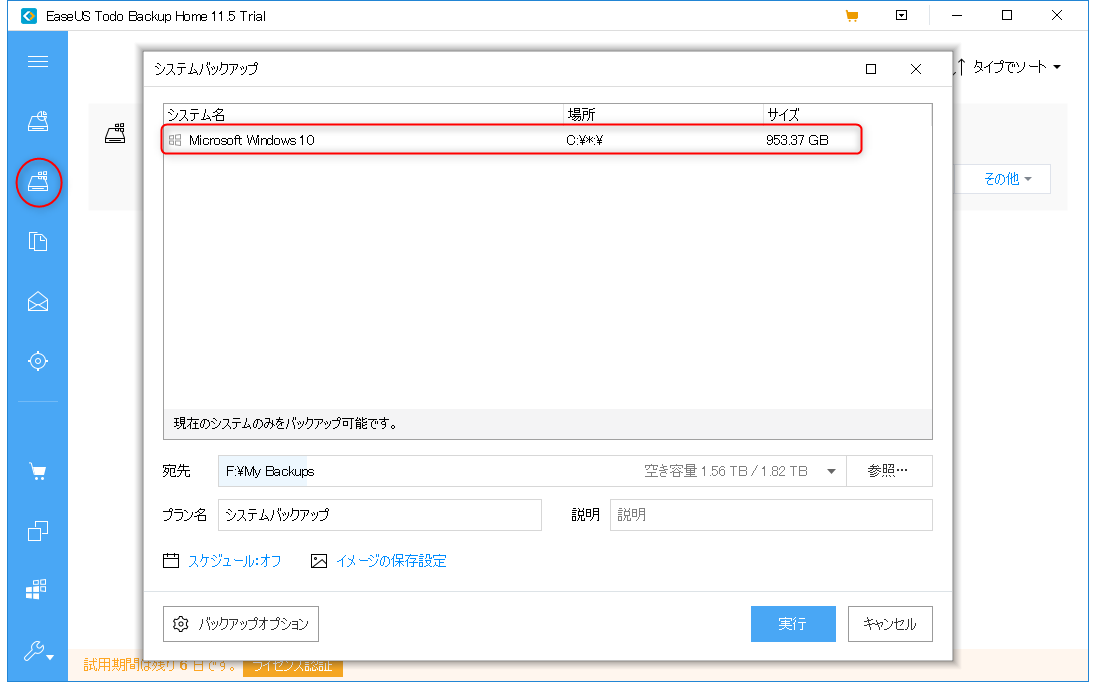 EaseUS Todo Backup Home 11.5 Trial
タイプでソート
システムバックアップ
システム名 場所 サイズ
Microsoft Windows 10 C:¥*:¥ 953.37 GB
その他
現在のシステムのみをバックアップ可能です。
宛先 F:¥My Backups 空き容量 1.56 TB / 1.82 TB 参照…
プラン名 システムバックアップ 説明 説明
スケジュール:オフ イメージの保存設定
バックアップオプション 実行 キャンセル
試用期間は残り 6 日です。 ライセンス認証